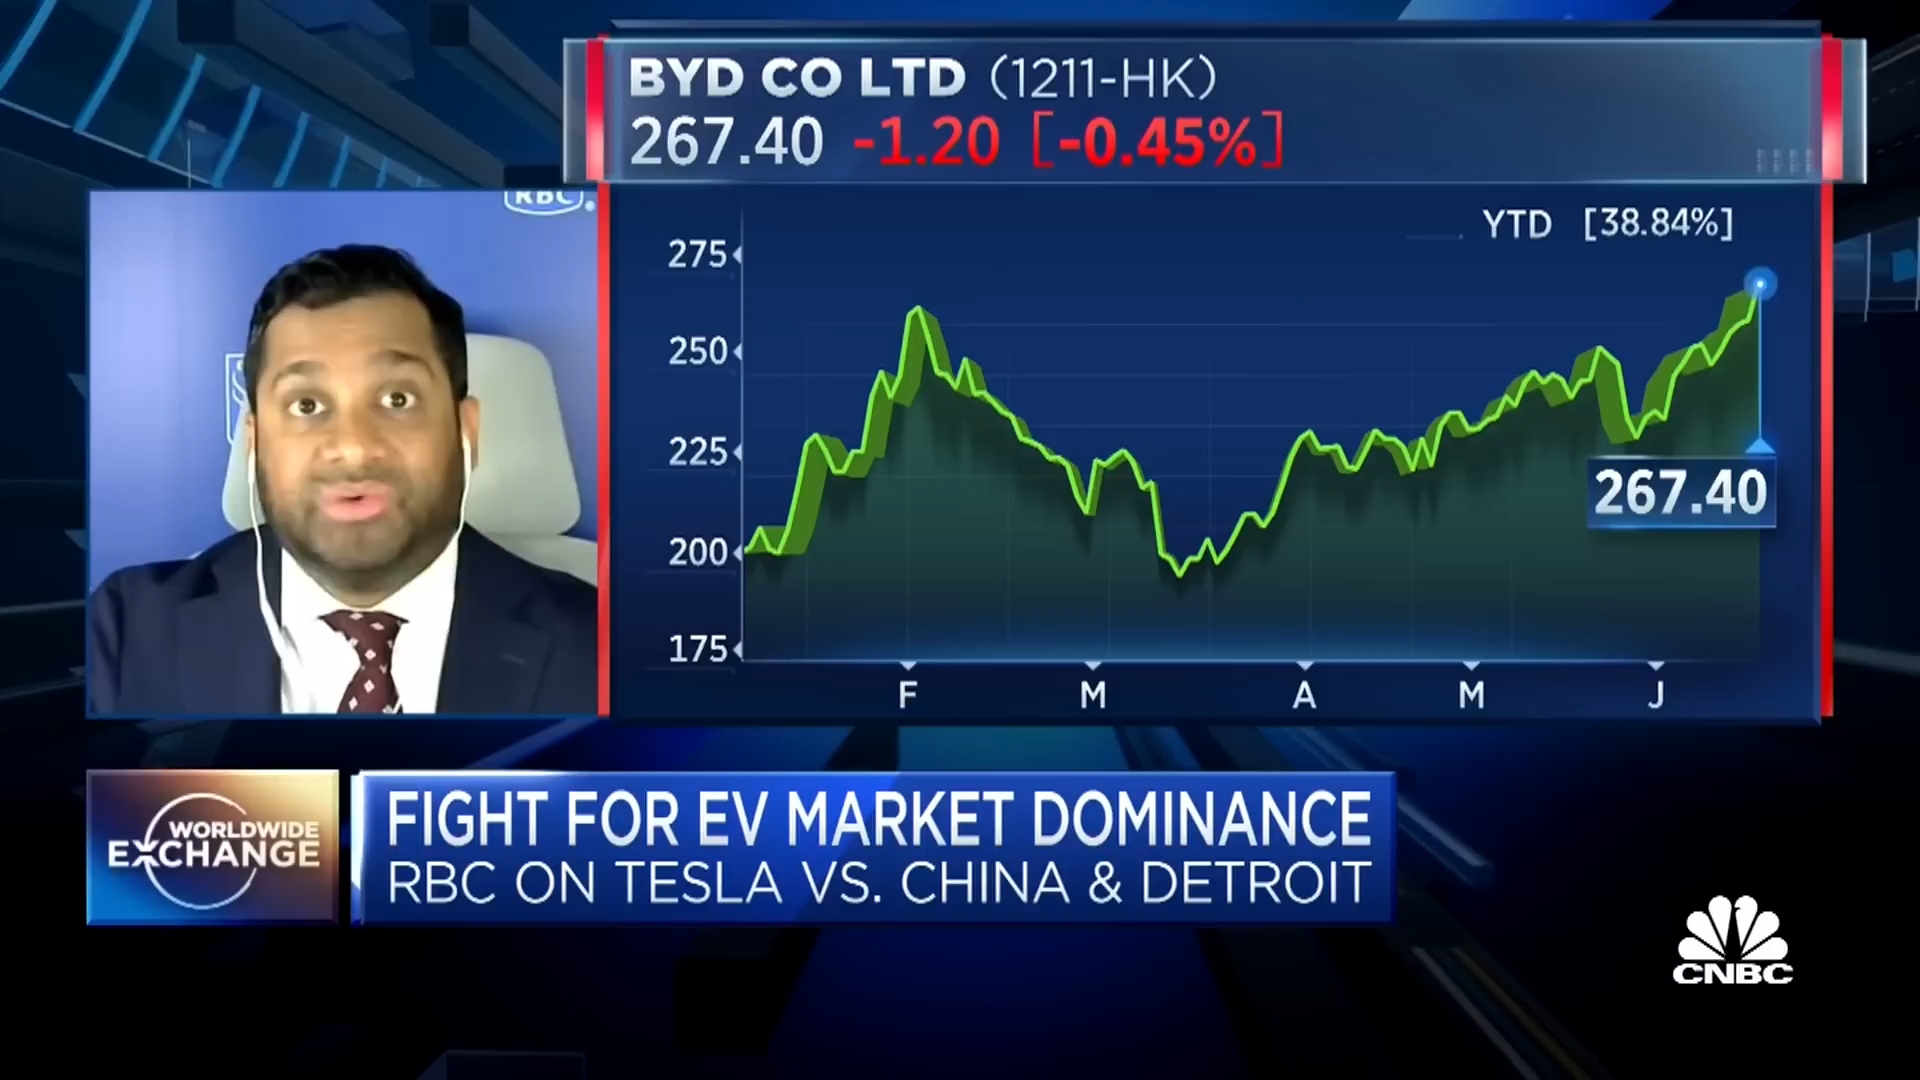 BYD CO LTD (1211-HK)
267.40 -1.20 [-0.45%]
RBC
YTD [38.84%]
275
250
225
200
175
267.40
F M A M J
WORLDWIDE
EXCHANGE
FIGHT FOR EV MARKET DOMINANCE
RBC ON TESLA VS. CHINA & DETROIT
CNBC